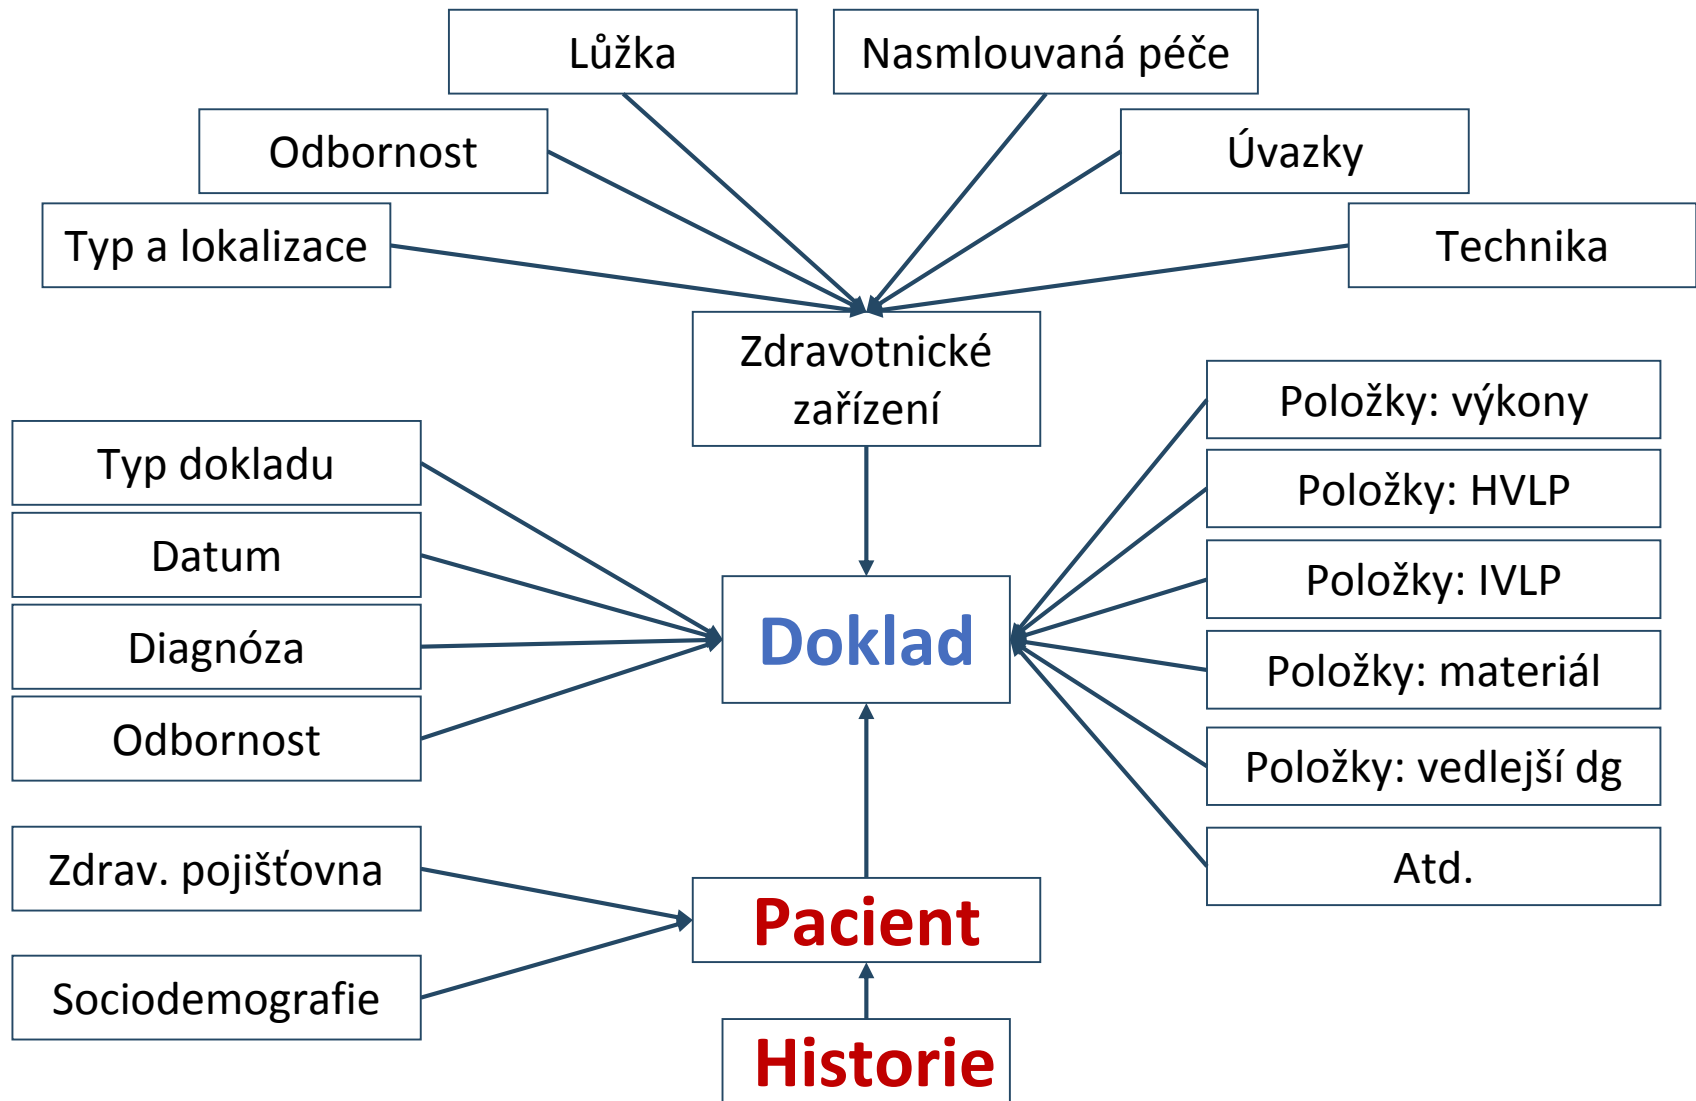 Lůžka
Nasmlouvaná péče
Odbornost
Úvazky
Typ a lokalizace
Technika
Zdravotnické
zařízení
Položky: výkony
Typ dokladu
Položky: HVLP
Datum
Položky: IVLP
Doklad
Diagnóza
Položky: materiál
Odbornost
Položky: vedlejší dg
Zdrav. pojišťovna
Atd.
Pacient
Sociodemografie
Historie